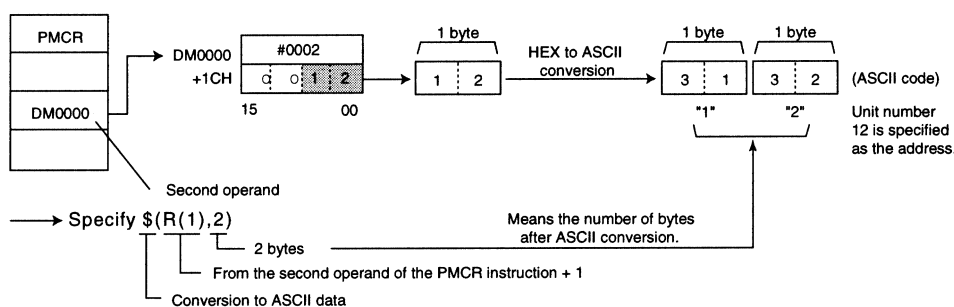 PMCR
DM0000
DM0000
+1CH
#0002
0 0 1 2
15 00
1 byte
1 2
HEX to ASCII
conversion
1 byte 1 byte
3 1 3 2
"1" "2"
(ASCII code)
Unit number
12 is specified
as the address.
Second operand
Specify $(R(1),2)
2 bytes
Means the number of bytes
after ASCII conversion.
From the second operand of the PMCR instruction + 1
Conversion to ASCII data